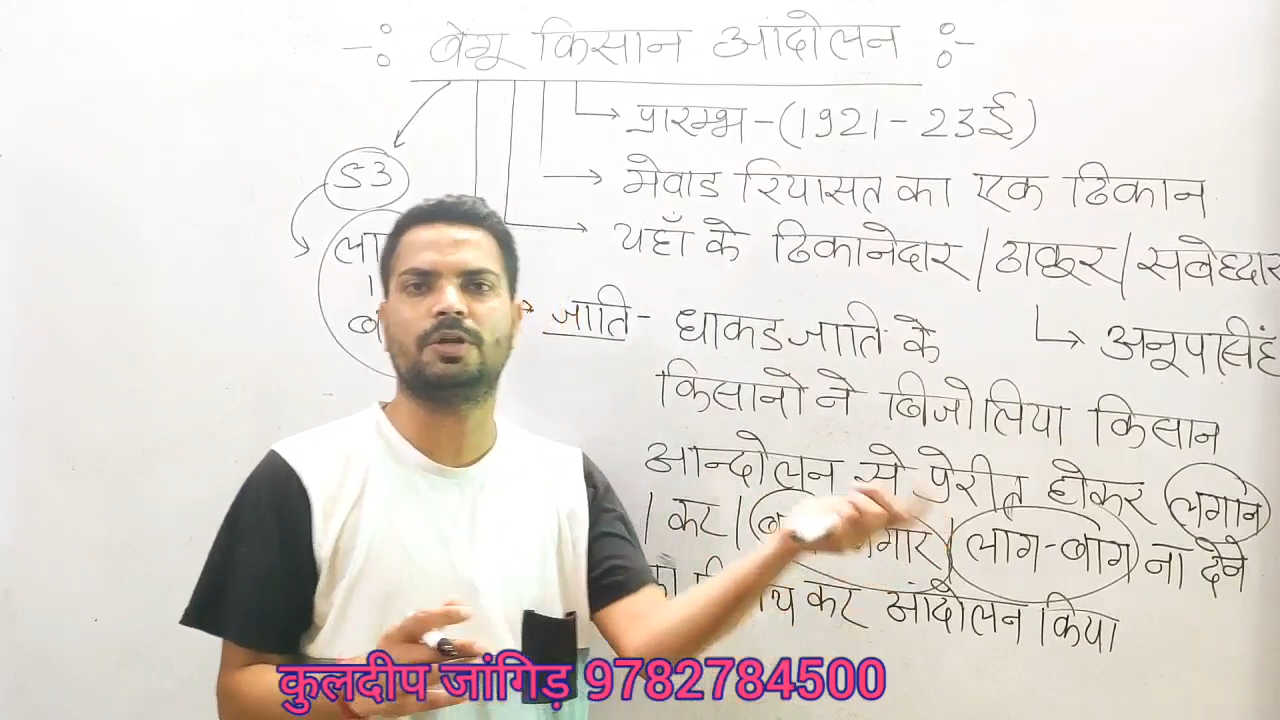 -: बेगू किसान आंदोलन :-
प्रारम्भ - (1921 - 23ई)
53
मेवाड रियासत का एक ठिकान
यहाँ के ठिकानेदार / ठाकुर /
जाति - धाकड जाति के
अनूपसिंह
किसानो ने बिजोलिया किसान
आन्दोलन से प्रेरीत होकर लगान
/ कर / लाग-बाग ना देने
कर आंदोलन किया
कुलदीप जांगिड़ 9782784500